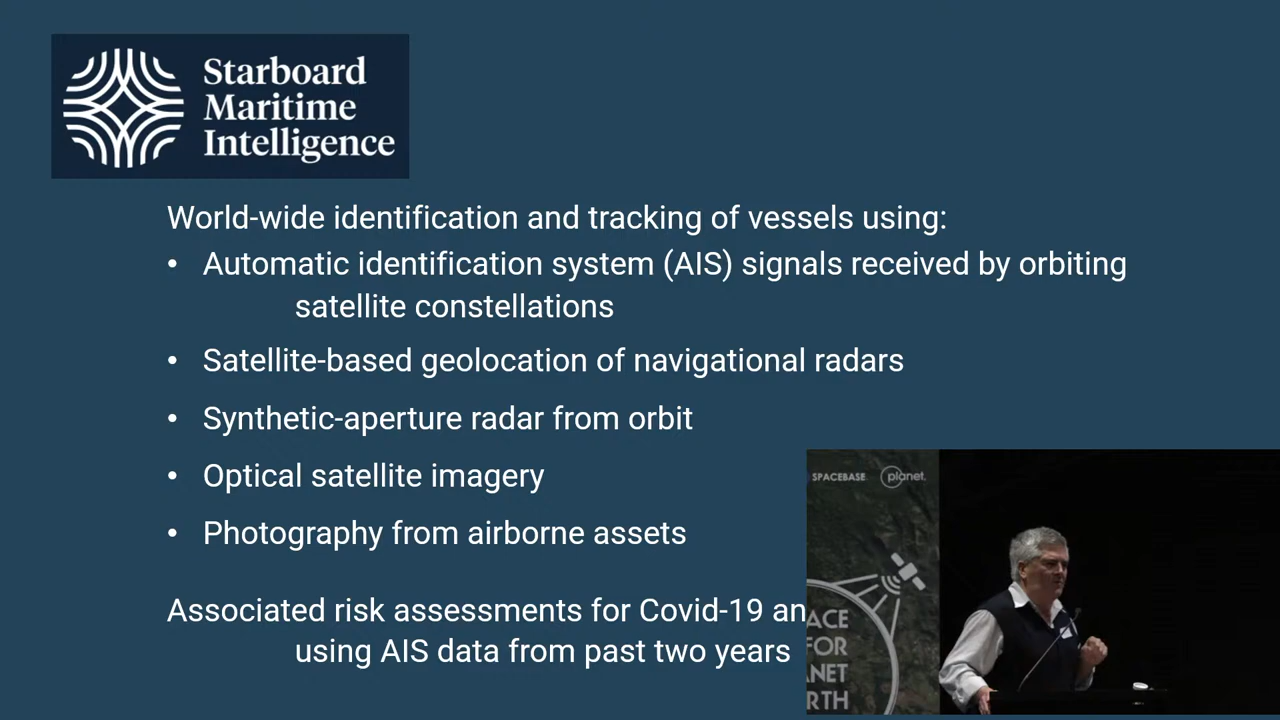 Starboard
Maritime
Intelligence
World-wide identification and tracking of vessels using:
• Automatic identification system (AIS) signals received by orbiting
satellite constellations
• Satellite-based geolocation of navigational radars
• Synthetic-aperture radar from orbit
• Optical satellite imagery
• Photography from airborne assets
Associated risk assessments for Covid-19 an
using AIS data from past two years
SPACEBASE planet.
ACE
FOR
ANET
RTH